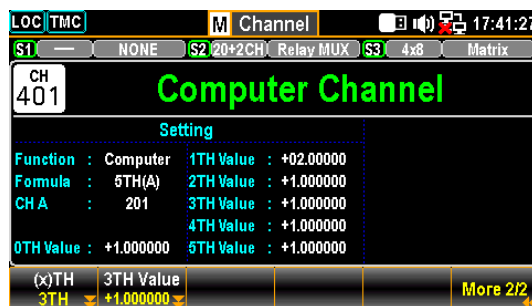 LOC TMC M Channel 17:41:27
S1 — NONE S2 20+2CH Relay MUX S3 4x8 Matrix
CH
401
Computer Channel
Setting
Function : Computer 1TH Value : +02.00000
Formula : 5TH(A) 2TH Value : +1.000000
CH A : 201 3TH Value : +1.000000
4TH Value : +1.000000
0TH Value : +1.000000 5TH Value : +1.000000
(x)TH 3TH Value
3TH +1.000000 More 2/2